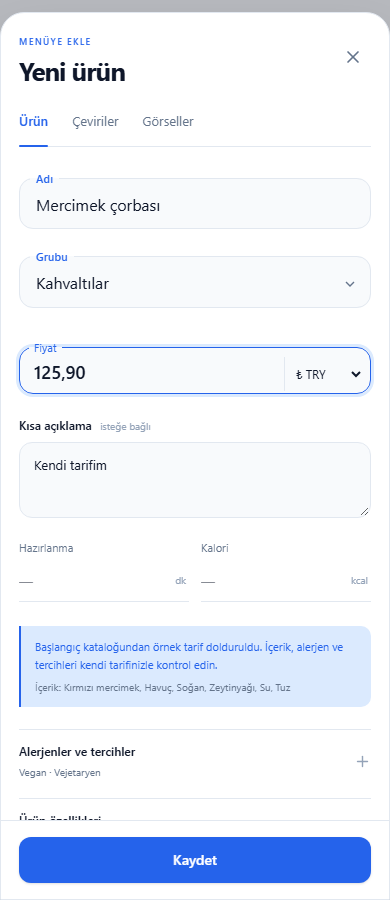 MENÜYE EKLE
Yeni ürün
Ürün Çeviriler Görseller
Adı
Mercimek çorbası
Grubu
Kahvaltılar
Fiyat
125,90 ₺ TRY
Kısa açıklama isteğe bağlı
Kendi tarifim
Hazırlanma Kalori
— dk — kcal
Başlangıç kataloğundan örnek tarif dolduruldu. İçerik, alerjen ve
tercihleri kendi tarifinizle kontrol edin.
İçerik: Kırmızı mercimek, Havuç, Soğan, Zeytinyağı, Su, Tuz
Alerjenler ve tercihler
Vegan · Vejetaryen
Ürün özellikleri
Kaydet